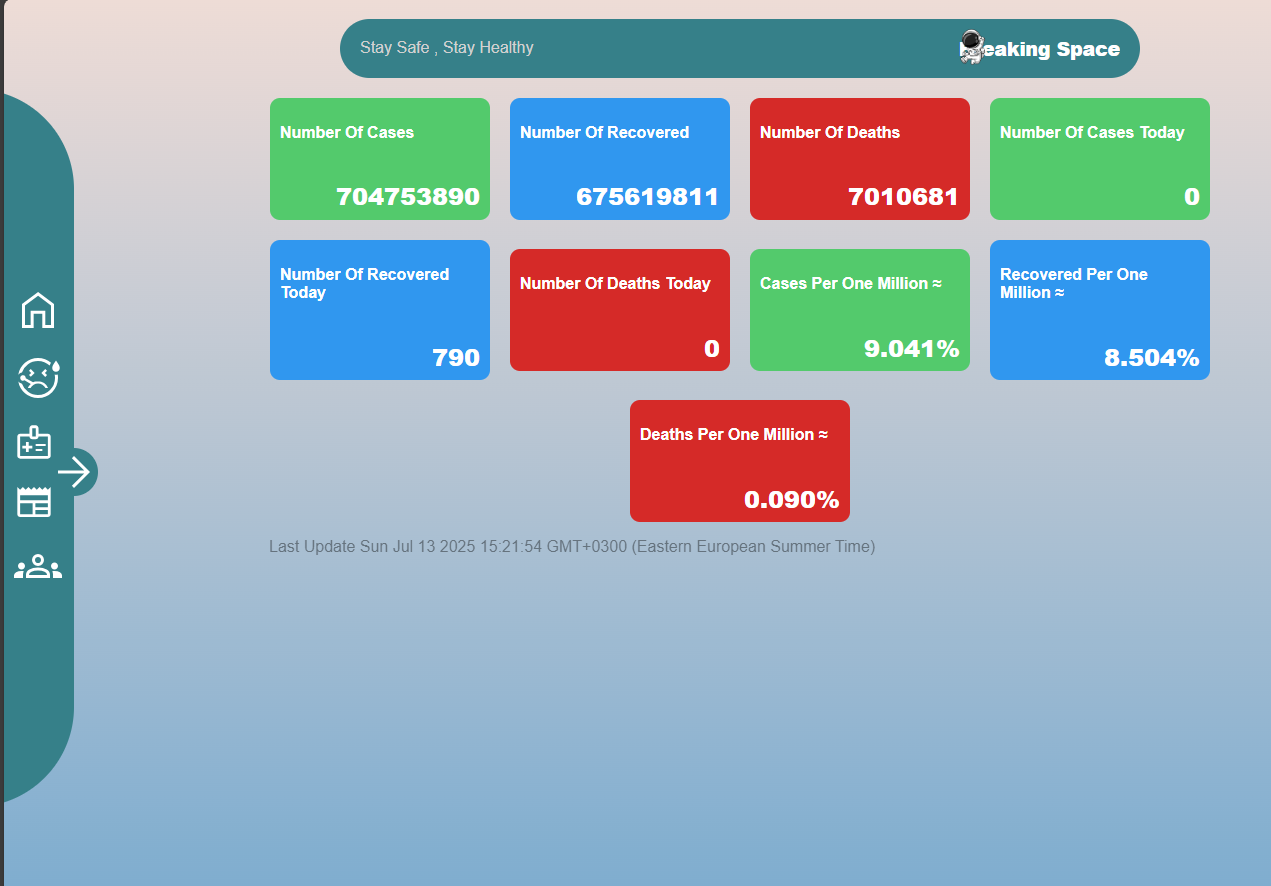 Stay Safe , Stay Healthy
eaking Space
Number Of Cases
704753890
Number Of Recovered
675619811
Number Of Deaths
7010681
Number Of Cases Today
0
Number Of Recovered
Today
790
Number Of Deaths Today
0
Cases Per One Million ≈
9.041%
Recovered Per One
Million ≈
8.504%
Deaths Per One Million ≈
0.090%
Last Update Sun Jul 13 2025 15:21:54 GMT+0300 (Eastern European Summer Time)